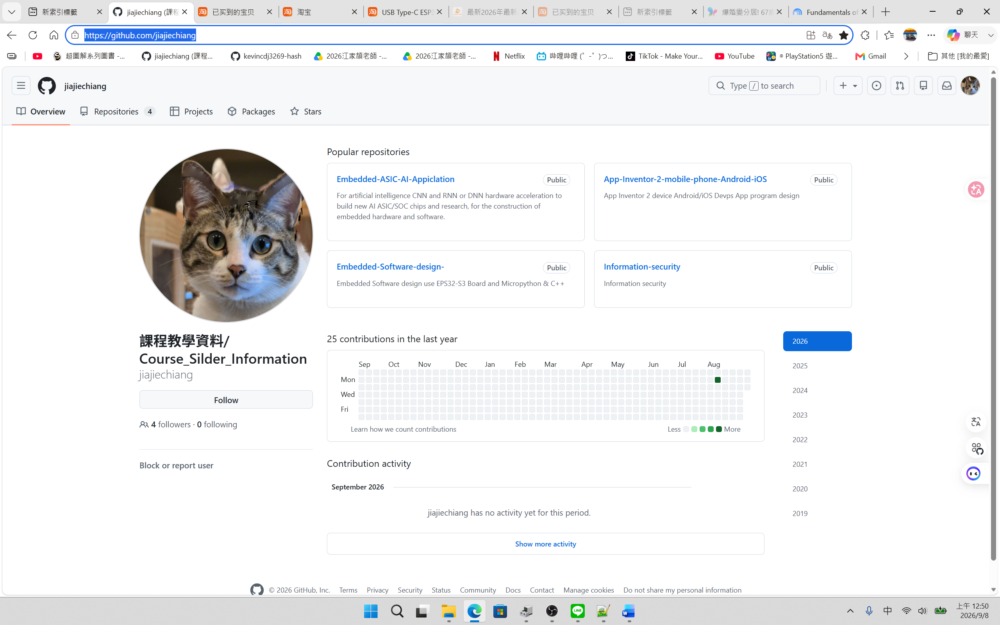 新索引標籤
jiajiechiang (課程
已买到的宝贝
淘宝
USB Type-C ESP3
最新2026年最新
已买到的宝贝
新索引標籤
爆婚變分居! 67歲
Fundamentals of
https://github.com/jiajiechiang
聊天
超圖解系列圖書 -...
jiajiechiang (課程...
kevincdj3269-hash
2026江家頡老師 -...
2026江家頡老師 -...
Netflix
哔哩哔哩 (゜-゜)つ...
TikTok - Make Your...
YouTube
PlayStation5 遊...
Gmail
其他 [我的最愛]
jiajiechiang
Type / to search
Overview
Repositories 4
Projects
Packages
Stars
Popular repositories
Embedded-ASIC-AI-Appiclation
Public
For artificial intelligence CNN and RNN or DNN hardware acceleration to
build new AI ASIC/SOC chips and research, for the construction of
embedded hardware and software.
App-Inventor-2-mobile-phone-Android-iOS
Public
App Inventor 2 device Android/iOS Devps App program design
Embedded-Software-design-
Public
Embedded Software design use EPS32-S3 Board and Micropython & C++
Information-security
Public
Information security
課程教學資料/
Course_Silder_Information
jiajiechiang
Follow
4 followers · 0 following
Block or report user
25 contributions in the last year
Sep Oct Nov Dec Jan Feb Mar Apr May Jun Jul Aug
Mon
Wed
Fri
Learn how we count contributions
Less
More
2026
2025
2024
2023
2022
2021
2020
2019
Contribution activity
September 2026
jiajiechiang has no activity yet for this period.
Show more activity
© 2026 GitHub, Inc.
Terms
Privacy
Security
Status
Community
Docs
Contact
Manage cookies
Do not share my personal information
中
上午 12:50
2026/9/8